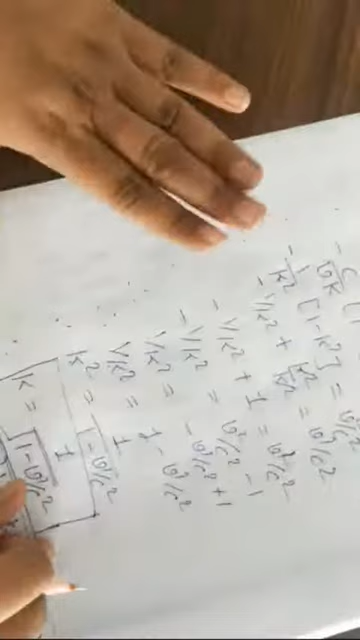 - 1/k² [1 - k²] = v²/c²
- 1/k² + k²/k² = v²/c²
- 1/k² + 1 = v²/c²
- 1/k² = v²/c² - 1
1/k² = - v²/c² + 1
1/k² = 1 - v²/c²
k² = 1 / 1 - v²/c²
k = 1 / √1 - v²/c²